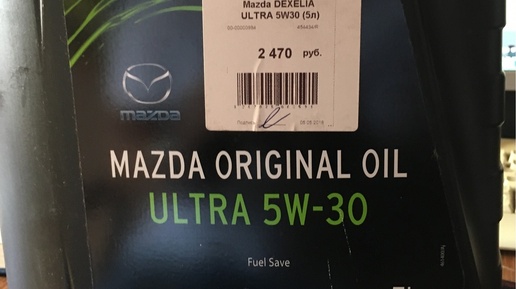 Mazda DEXELIA
ULTRA 5W30 (5л)
2 470 руб.
mazda
MAZDA ORIGINAL OIL
ULTRA 5W-30
Fuel Save